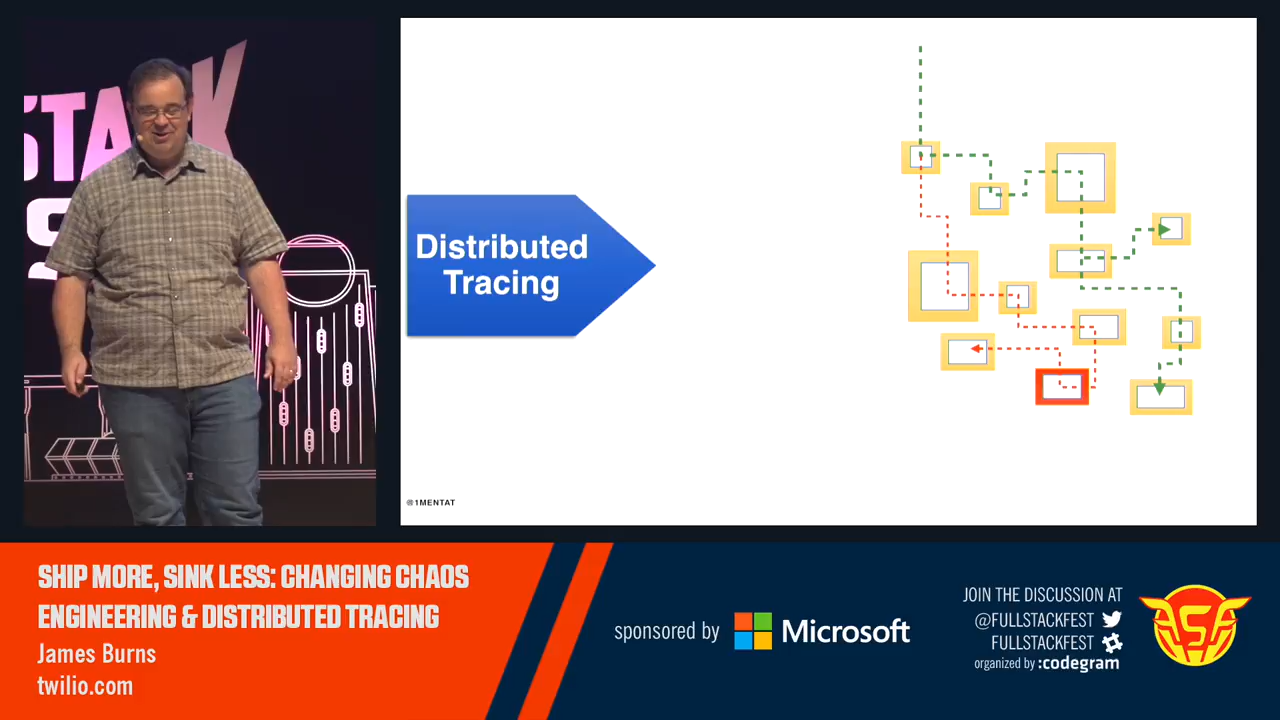 STACK
Distributed
Tracing
@1MENTAT
SHIP MORE, SINK LESS: CHANGING CHAOS
ENGINEERING & DISTRIBUTED TRACING
James Burns
twilio.com
sponsored by Microsoft
JOIN THE DISCUSSION AT
@FULLSTACKFEST
FULLSTACKFEST
organized by :codegram